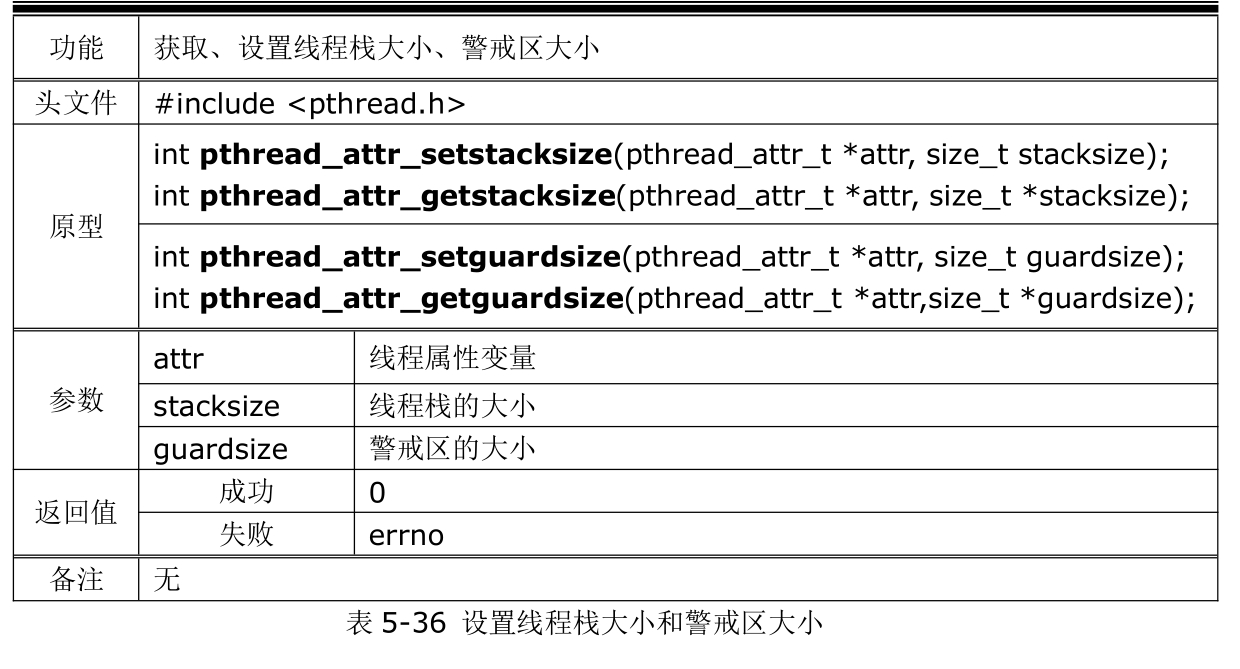 功能 获取、设置线程栈大小、警戒区大小
头文件 #include <pthread.h>
原型
int pthread_attr_setstacksize(pthread_attr_t *attr, size_t stacksize);
int pthread_attr_getstacksize(pthread_attr_t *attr, size_t *stacksize);
int pthread_attr_setguardsize(pthread_attr_t *attr, size_t guardsize);
int pthread_attr_getguardsize(pthread_attr_t *attr,size_t *guardsize);
参数
attr 线程属性变量
stacksize 线程栈的大小
guardsize 警戒区的大小
返回值
成功 0
失败 errno
备注 无
表 5-36 设置线程栈大小和警戒区大小